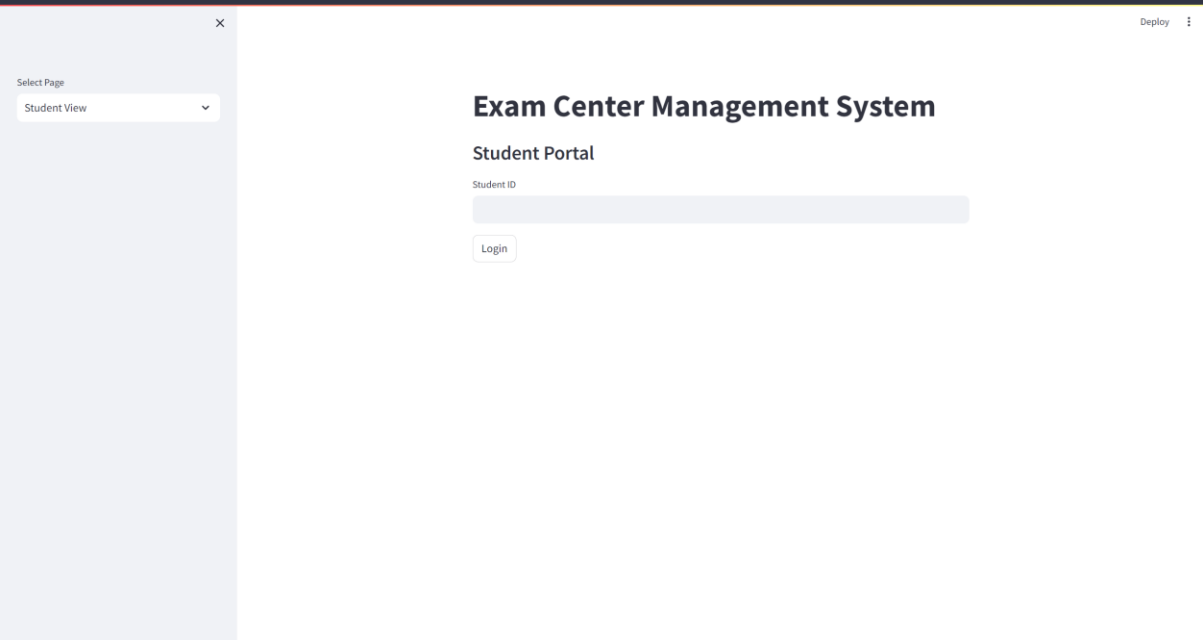 Deploy
Select Page
Student View
Exam Center Management System
Student Portal
Student ID
Login